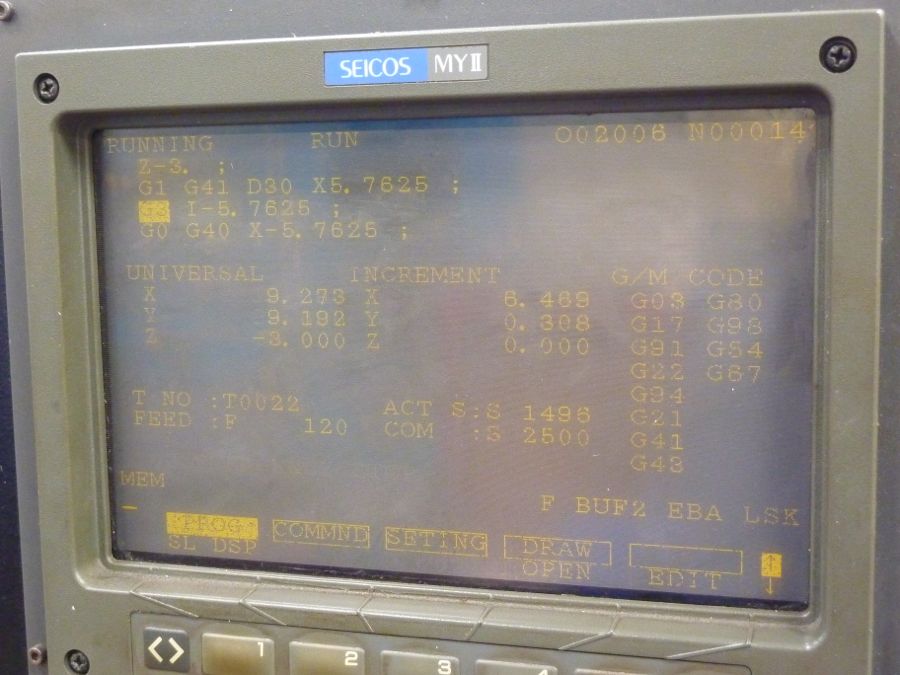 SEICOS MYII
RUNNING RUN O02006 N00014
Z-3. ;
G1 G41 D30 X5.7625 ;
G3 I-5.7625 ;
G0 G40 X-5.7625 ;
UNIVERSAL INCREMENT G/M CODE
X 9.273 X 6.469 G03 G80
Y 9.192 Y 0.308 G17 G98
Z -3.000 Z 0.000 G91 G54
G22 G67
G94
T NO :T0022 ACT S:S 1496 G21
FEED :F 120 COM :S 2500 G41
G43
MEM
F BUF2 EBA LSK
PROG COMMND SETING DRAW
SL DSP OPEN EDIT
<> 1 2 3 4